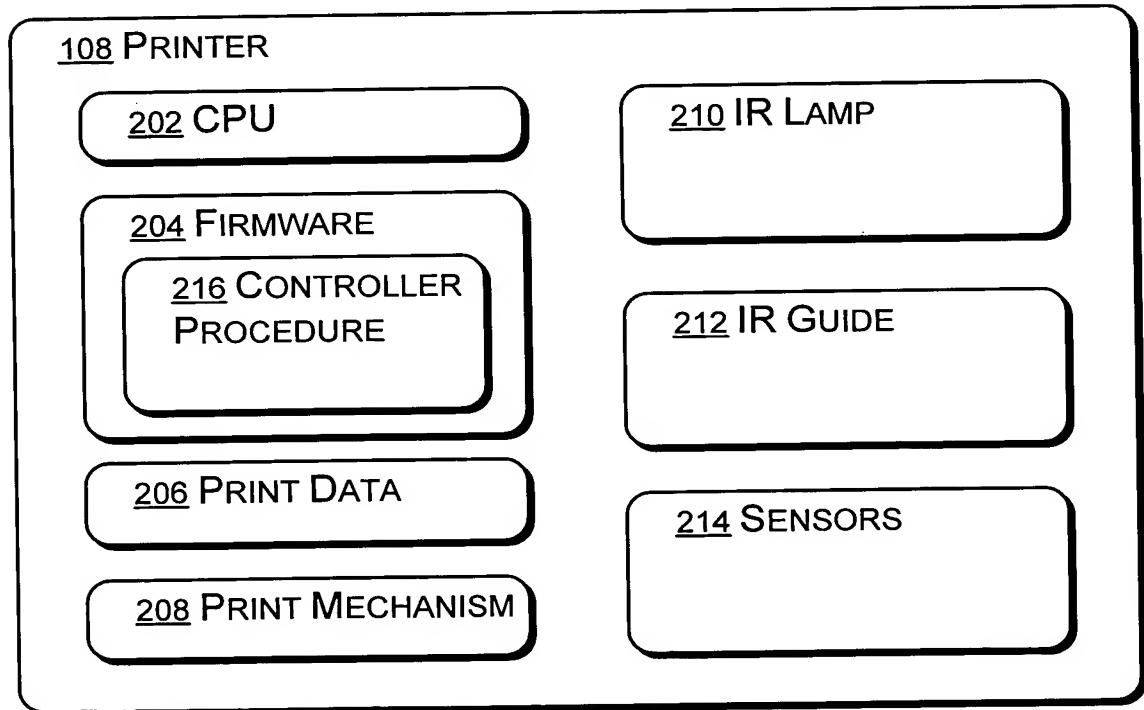 108 PRINTER
202 CPU
204 FIRMWARE
216 CONTROLLER
PROCEDURE
206 PRINT DATA
208 PRINT MECHANISM
210 IR LAMP
212 IR GUIDE
214 SENSORS